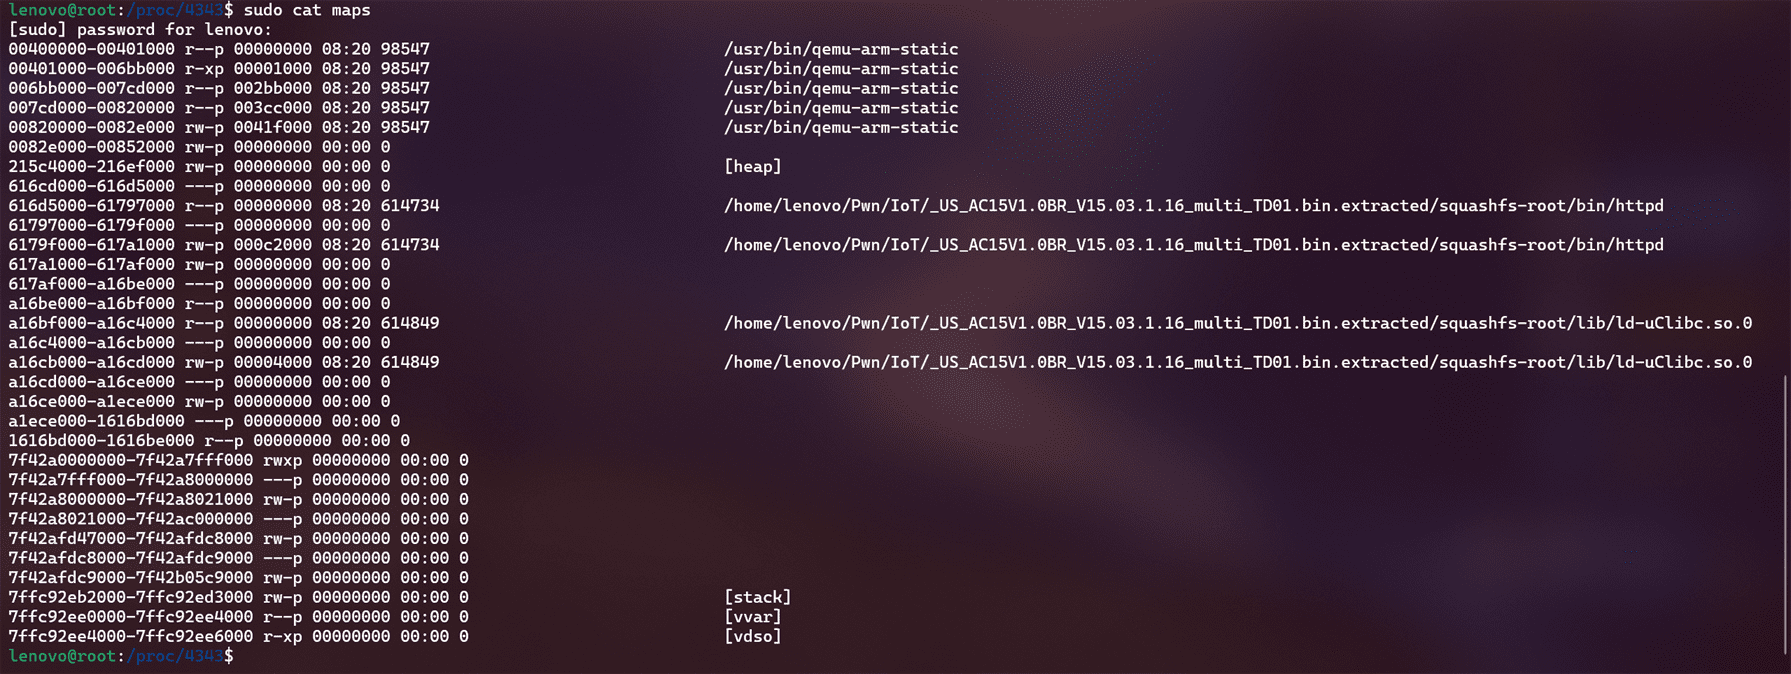 lenovo@root:/proc/4343$ sudo cat maps
[sudo] password for lenovo:
00400000-00401000 r--p 00000000 08:20 98547 /usr/bin/qemu-arm-static
00401000-006bb000 r-xp 00001000 08:20 98547 /usr/bin/qemu-arm-static
006bb000-007cd000 r--p 002bb000 08:20 98547 /usr/bin/qemu-arm-static
007cd000-00820000 r--p 003cc000 08:20 98547 /usr/bin/qemu-arm-static
00820000-0082e000 rw-p 0041f000 08:20 98547 /usr/bin/qemu-arm-static
0082e000-00852000 rw-p 00000000 00:00 0
215c4000-216ef000 rw-p 00000000 00:00 0 [heap]
616cd000-616d5000 ---p 00000000 00:00 0
616d5000-61797000 r--p 00000000 08:20 614734 /home/lenovo/Pwn/IoT/_US_AC15V1.0BR_V15.03.1.16_multi_TD01.bin.extracted/squashfs-root/bin/httpd
61797000-6179f000 ---p 00000000 00:00 0
6179f000-617a1000 rw-p 000c2000 08:20 614734 /home/lenovo/Pwn/IoT/_US_AC15V1.0BR_V15.03.1.16_multi_TD01.bin.extracted/squashfs-root/bin/httpd
617a1000-617af000 rw-p 00000000 00:00 0
617af000-a16be000 ---p 00000000 00:00 0
a16be000-a16bf000 r--p 00000000 00:00 0
a16bf000-a16c4000 r--p 00000000 08:20 614849 /home/lenovo/Pwn/IoT/_US_AC15V1.0BR_V15.03.1.16_multi_TD01.bin.extracted/squashfs-root/lib/ld-uClibc.so.0
a16c4000-a16cb000 ---p 00000000 00:00 0
a16cb000-a16cd000 rw-p 00004000 08:20 614849 /home/lenovo/Pwn/IoT/_US_AC15V1.0BR_V15.03.1.16_multi_TD01.bin.extracted/squashfs-root/lib/ld-uClibc.so.0
a16cd000-a16ce000 ---p 00000000 00:00 0
a16ce000-a1ece000 rw-p 00000000 00:00 0
a1ece000-1616bd000 ---p 00000000 00:00 0
1616bd000-1616be000 r--p 00000000 00:00 0
7f42a0000000-7f42a7fff000 rwxp 00000000 00:00 0
7f42a7fff000-7f42a8000000 ---p 00000000 00:00 0
7f42a8000000-7f42a8021000 rw-p 00000000 00:00 0
7f42a8021000-7f42ac000000 ---p 00000000 00:00 0
7f42afd47000-7f42afdc8000 rw-p 00000000 00:00 0
7f42afdc8000-7f42afdc9000 ---p 00000000 00:00 0
7f42afdc9000-7f42b05c9000 rw-p 00000000 00:00 0
7ffc92eb2000-7ffc92ed3000 rw-p 00000000 00:00 0 [stack]
7ffc92ee0000-7ffc92ee4000 r--p 00000000 00:00 0 [vvar]
7ffc92ee4000-7ffc92ee6000 r-xp 00000000 00:00 0 [vdso]
lenovo@root:/proc/4343$